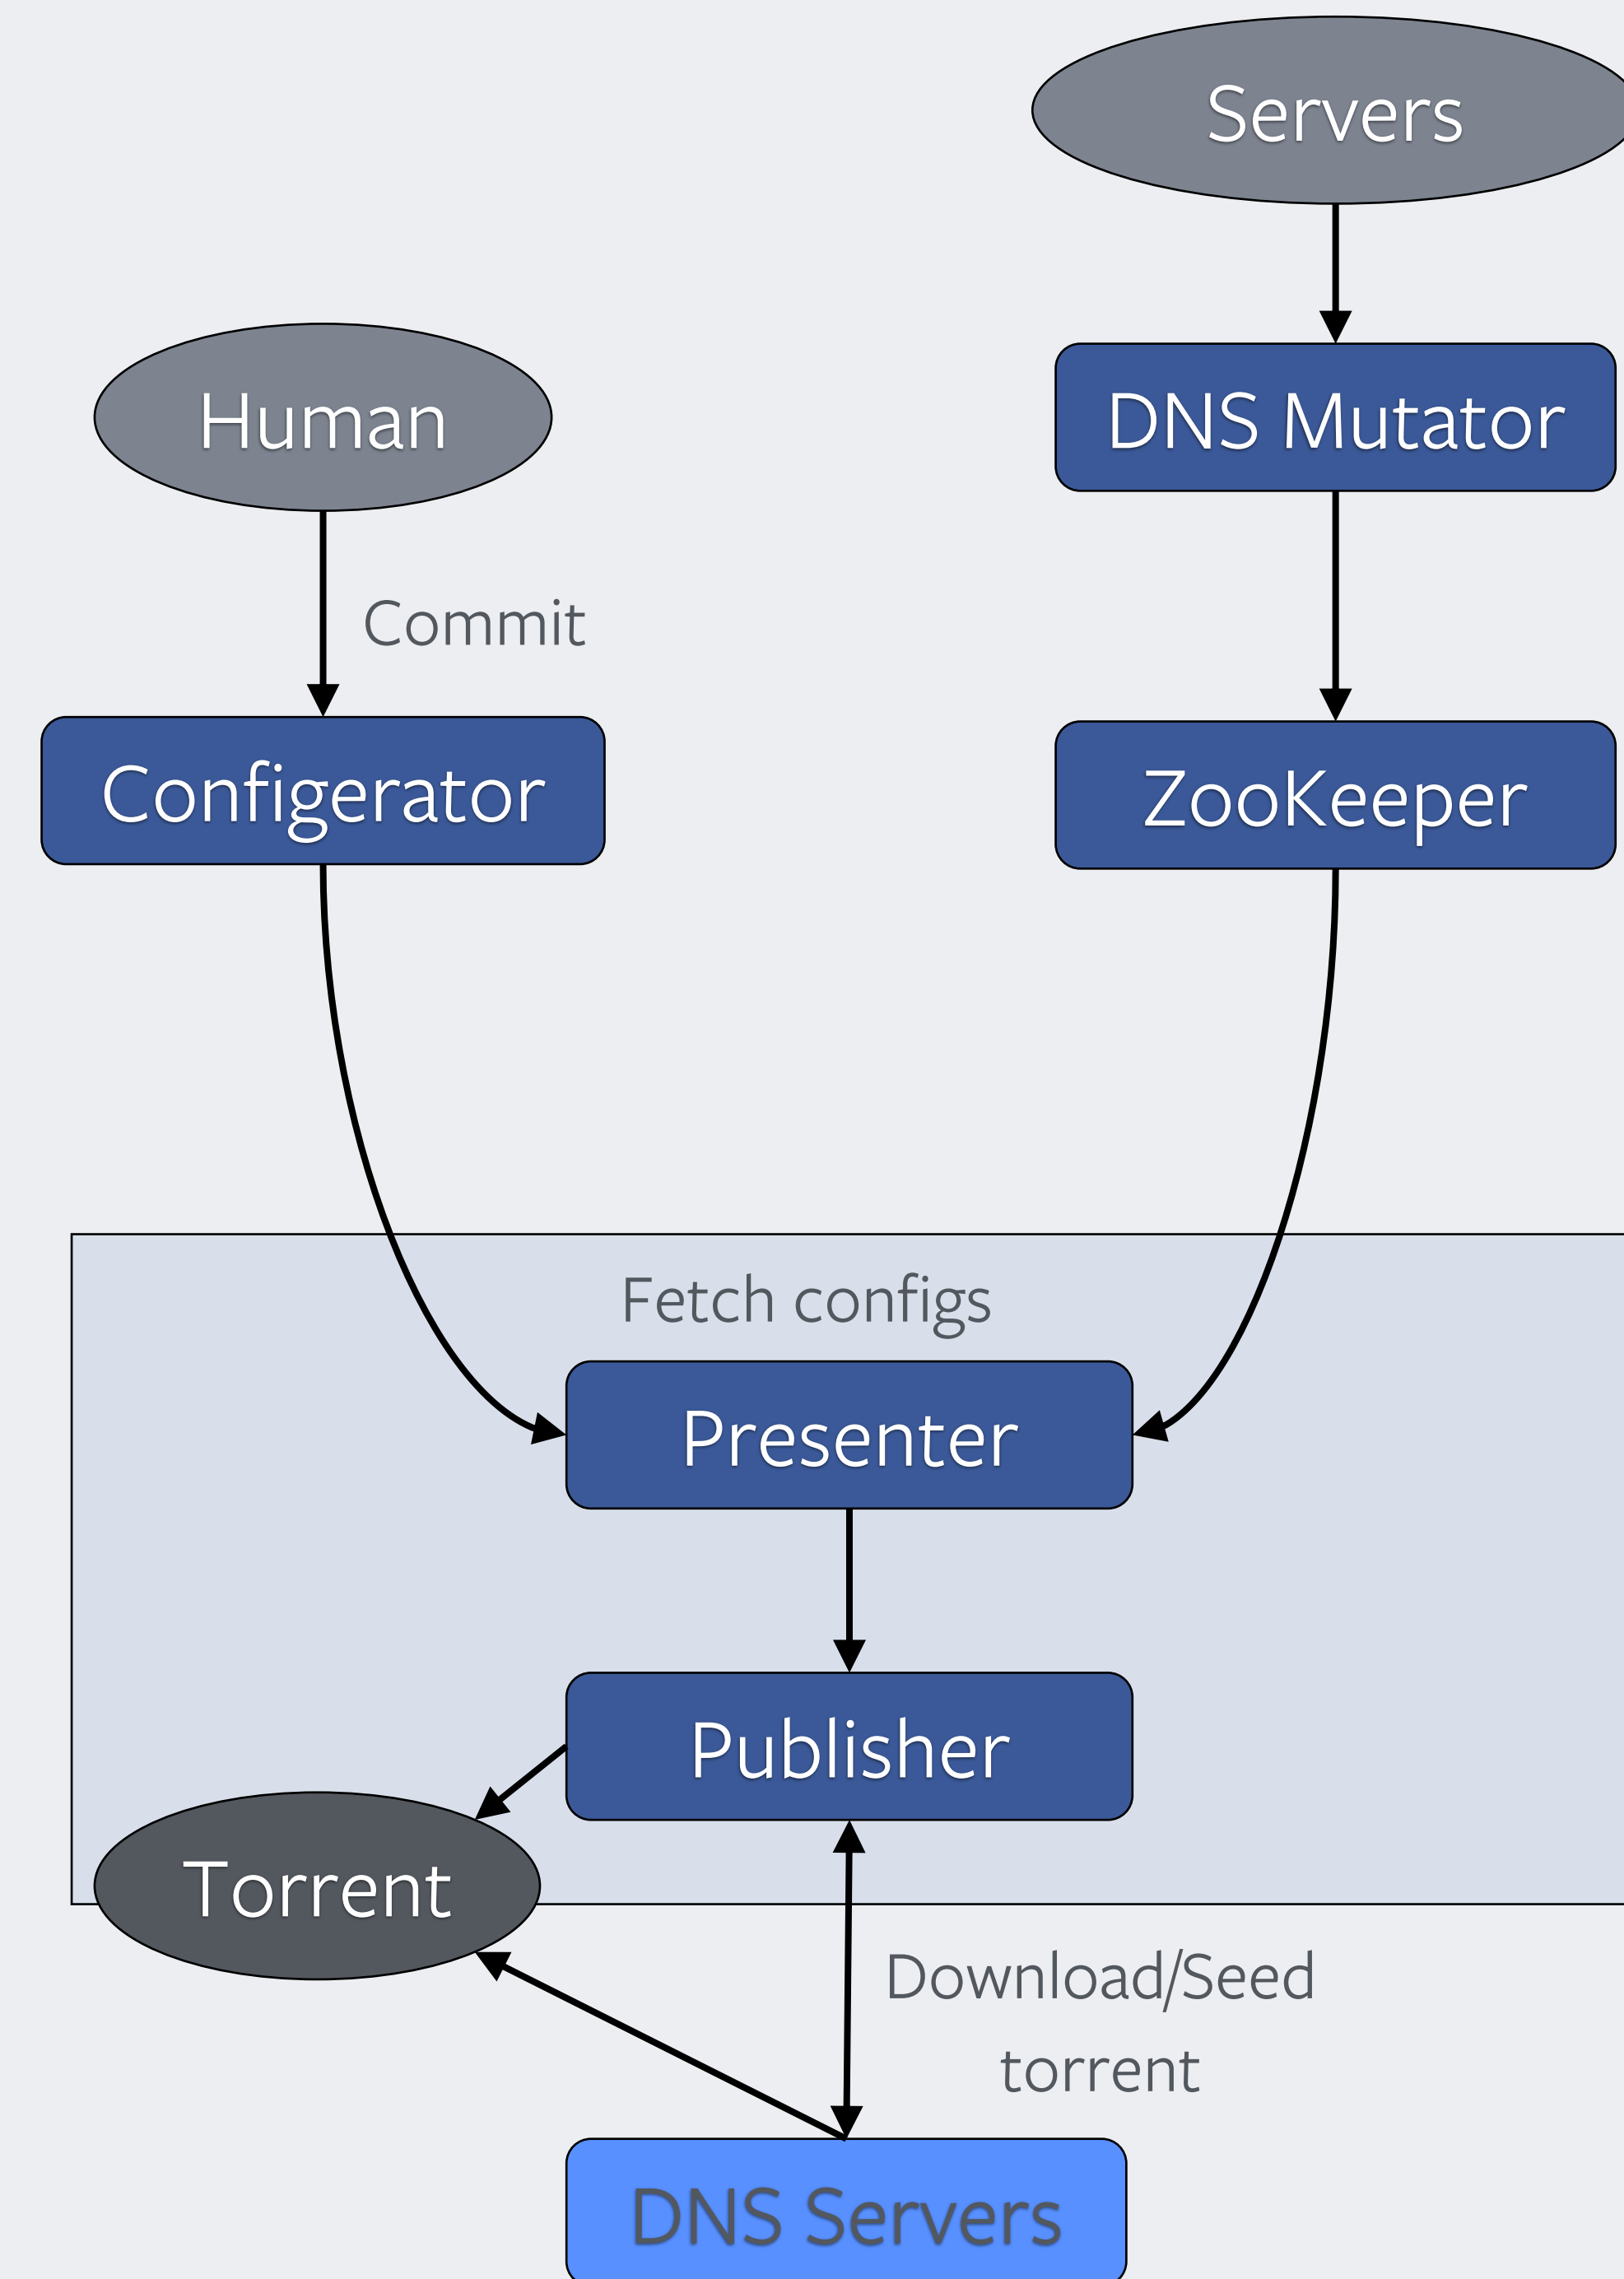 Servers
Human
DNS Mutator
Commit
Configerator
ZooKeeper
Fetch configs
Presenter
Publisher
Torrent
Download/Seed
torrent
DNS Servers